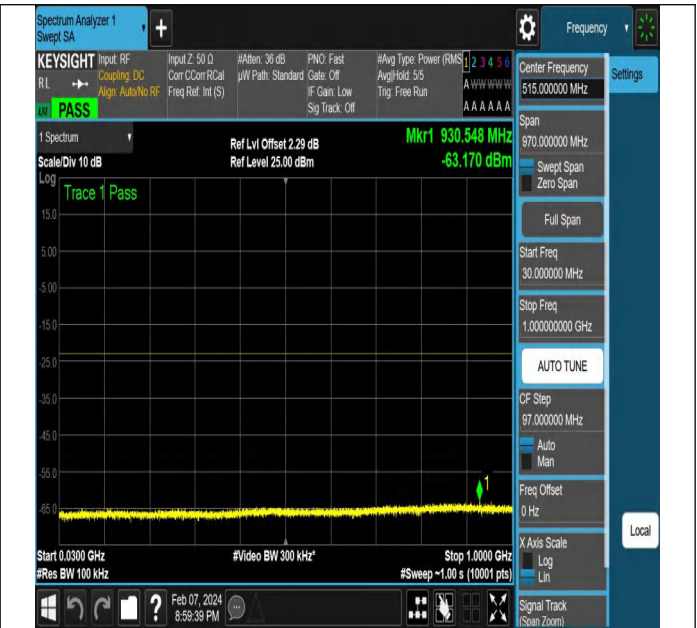 Spectrum Analyzer 1
Swept SA
Frequency
KEYSIGHT
RL
PASS
Input: RF
Coupling: DC
Align: Auto/No RF
Input Z: 50 Ω
Corr CCorr RCal
Freq Ref: Int (S)
#Atten: 36 dB
µW Path: Standard
PNO: Fast
Gate: Off
IF Gain: Low
Sig Track: Off
#Avg Type: Power (RMS
Avg|Hold: 5/5
Trig: Free Run
1 2 3 4 5 6
A W W W W W
A A A A A A
1 Spectrum
Scale/Div 10 dB
Ref Lvl Offset 2.29 dB
Ref Level 25.00 dBm
Mkr1 930.548 MHz
-63.170 dBm
Log
Trace 1 Pass
15.0
5.00
-5.00
-15.0
-25.0
-35.0
-45.0
-55.0
-65.0
1
Start 0.0300 GHz
#Res BW 100 kHz
#Video BW 300 kHz*
Stop 1.0000 GHz
#Sweep ~1.00 s (10001 pts)
Feb 07, 2024
8:59:39 PM
Settings
Center Frequency
515.000000 MHz
Span
970.000000 MHz
Swept Span
Zero Span
Full Span
Start Freq
30.000000 MHz
Stop Freq
1.000000000 GHz
AUTO TUNE
CF Step
97.000000 MHz
Auto
Man
Freq Offset
0 Hz
X Axis Scale
Log
Lin
Signal Track
(Span Zoom)
Local